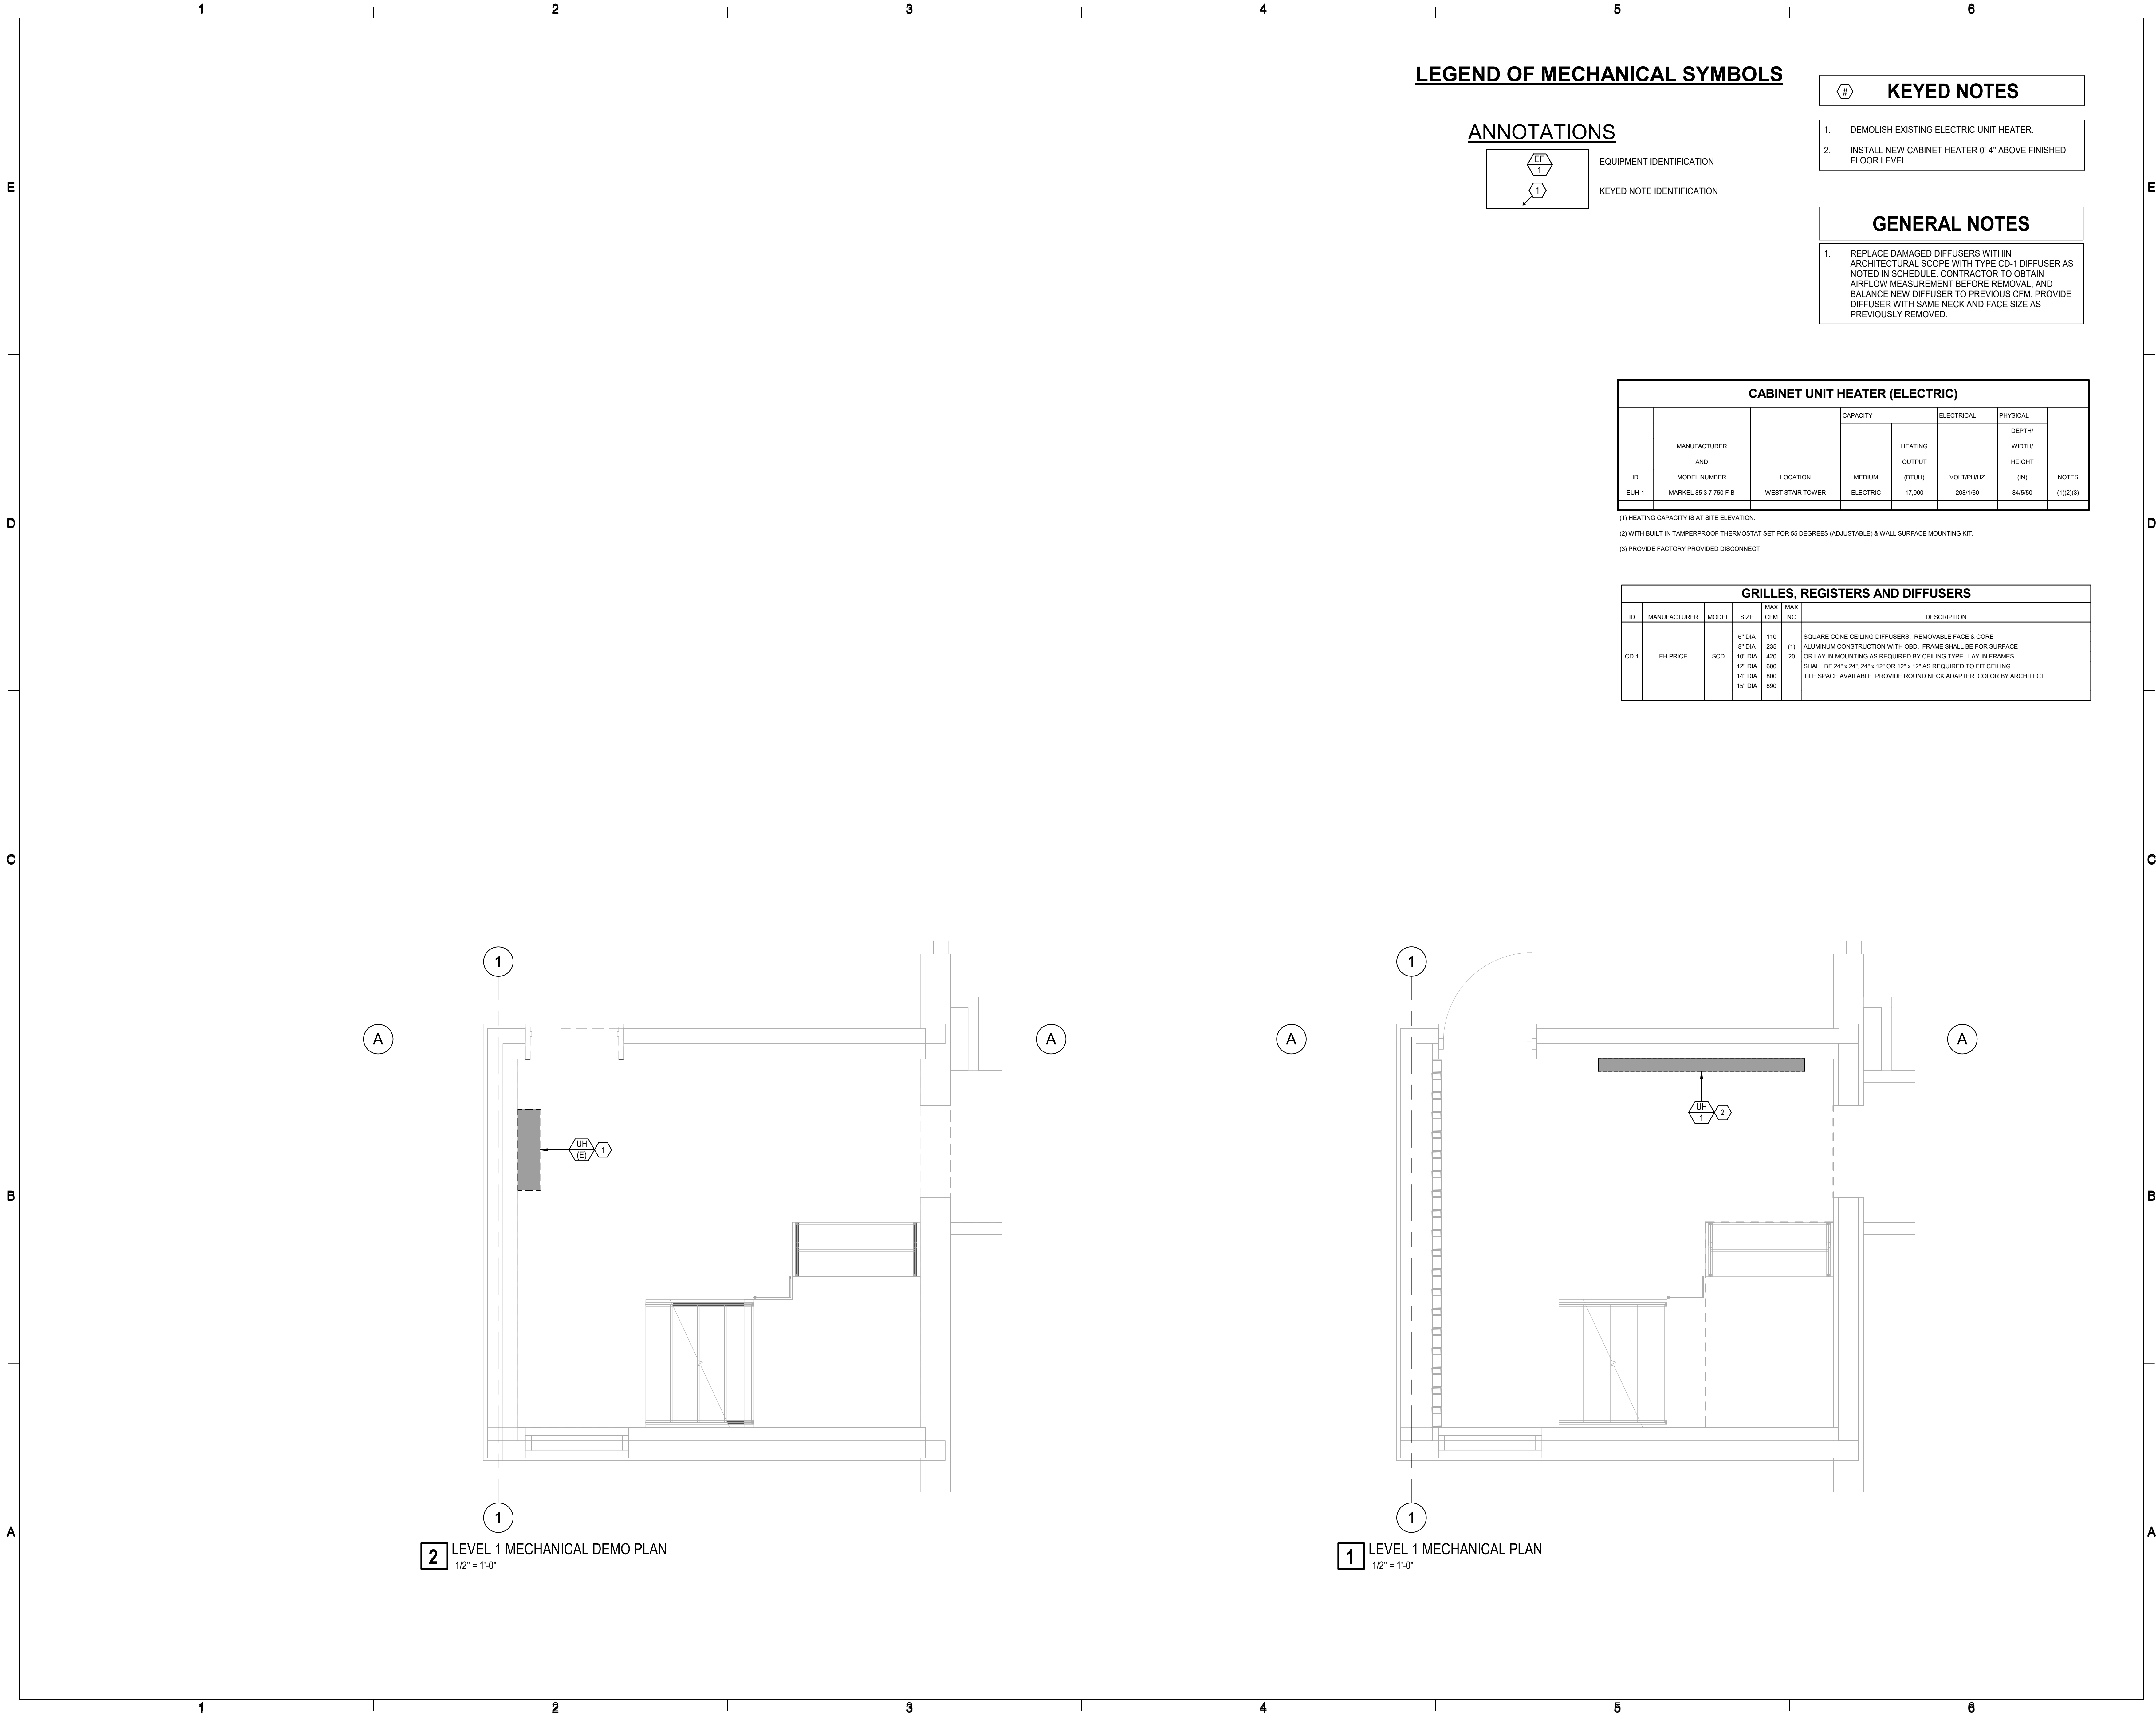 1 2 3 4 5 6
LEGEND OF MECHANICAL SYMBOLS
ANNOTATIONS
EF
1
EQUIPMENT IDENTIFICATION
1
KEYED NOTE IDENTIFICATION
# KEYED NOTES
1. DEMOLISH EXISTING ELECTRIC UNIT HEATER.
2. INSTALL NEW CABINET HEATER 0'-4" ABOVE FINISHED
FLOOR LEVEL.
GENERAL NOTES
1. REPLACE DAMAGED DIFFUSERS WITHIN
ARCHITECTURAL SCOPE WITH TYPE CD-1 DIFFUSER AS
NOTED IN SCHEDULE. CONTRACTOR TO OBTAIN
AIRFLOW MEASUREMENT BEFORE REMOVAL, AND
BALANCE NEW DIFFUSER TO PREVIOUS CFM. PROVIDE
DIFFUSER WITH SAME NECK AND FACE SIZE AS
PREVIOUSLY REMOVED.
E E
CABINET UNIT HEATER (ELECTRIC)
CAPACITY ELECTRICAL PHYSICAL
DEPTH/
MANUFACTURER HEATING WIDTH/
AND OUTPUT HEIGHT
ID MODEL NUMBER LOCATION MEDIUM (BTUH) VOLT/PH/HZ (IN) NOTES
EUH-1 MARKEL 85 3 7 750 F B WEST STAIR TOWER ELECTRIC 17,900 208/1/60 84/5/50 (1)(2)(3)
(1) HEATING CAPACITY IS AT SITE ELEVATION.
(2) WITH BUILT-IN TAMPERPROOF THERMOSTAT SET FOR 55 DEGREES (ADJUSTABLE) & WALL SURFACE MOUNTING KIT.
(3) PROVIDE FACTORY PROVIDED DISCONNECT
D D
GRILLES, REGISTERS AND DIFFUSERS
MAX MAX
ID MANUFACTURER MODEL SIZE CFM NC DESCRIPTION
6" DIA 110 SQUARE CONE CEILING DIFFUSERS. REMOVABLE FACE & CORE
8" DIA 235 (1) ALUMINUM CONSTRUCTION WITH OBD. FRAME SHALL BE FOR SURFACE
CD-1 EH PRICE SCD 10" DIA 420 20 OR LAY-IN MOUNTING AS REQUIRED BY CEILING TYPE. LAY-IN FRAMES
12" DIA 600 SHALL BE 24" x 24", 24" x 12" OR 12" x 12" AS REQUIRED TO FIT CEILING
14" DIA 800 TILE SPACE AVAILABLE. PROVIDE ROUND NECK ADAPTER. COLOR BY ARCHITECT.
15" DIA 890
C C
1
A A
UH
(E)
1
1
2 LEVEL 1 MECHANICAL DEMO PLAN
1/2" = 1'-0"
1
A A
UH
1
2
1
1 LEVEL 1 MECHANICAL PLAN
1/2" = 1'-0"
B B
A A
1 2 3 4 5 6